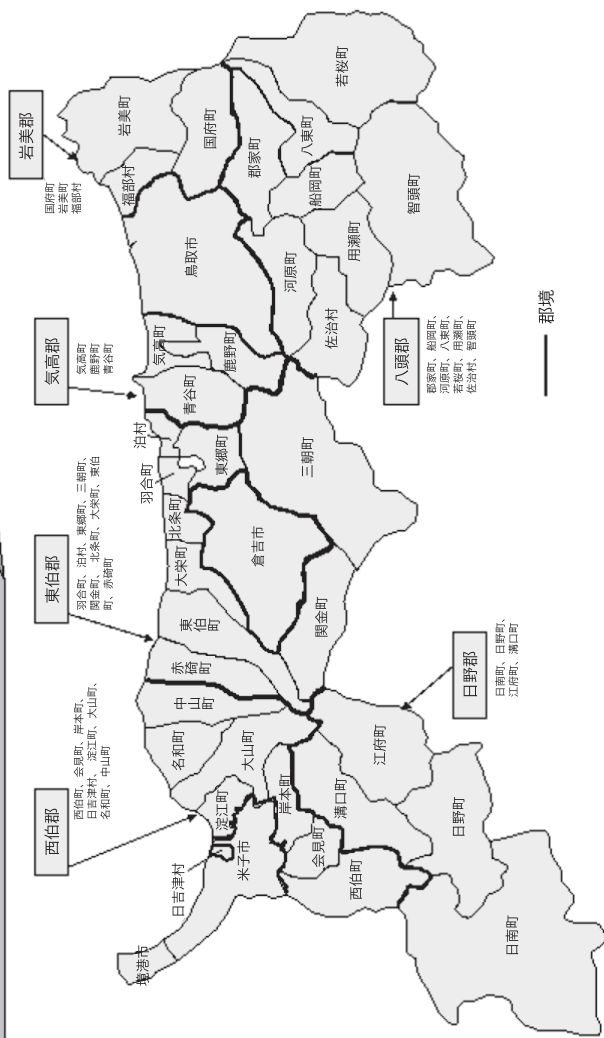 西伯郡
西伯町、会見町、岸本町、
日吉津村、淀江町、大山町、
名和町、中山町
東伯郡
羽合町、泊村、東郷町、三朝町、
関金町、北条町、大栄町、東伯
町、赤碕町
気高郡
気高町
鹿野町
青谷町
岩美郡
国府町
岩美町
福部村
境港市
日吉津村
米子市
淀江町
名和町
大山町
中山町
赤碕町
東伯町
大栄町
北条町
羽合町
泊村
東郷町
倉吉市
関金町
三朝町
青谷町
気高町
鹿野町
鳥取市
福部村
岩美町
国府町
郡家町
八東町
若桜町
船岡町
河原町
用瀬町
佐治村
智頭町
岸本町
会見町
西伯町
溝口町
江府町
日野町
日南町
日野郡
日南町、日野町、
江府町、溝口町
八頭郡
郡家町、船岡町、
河原町、八東町、
若桜町、用瀬町、
佐治村、智頭町
郡境